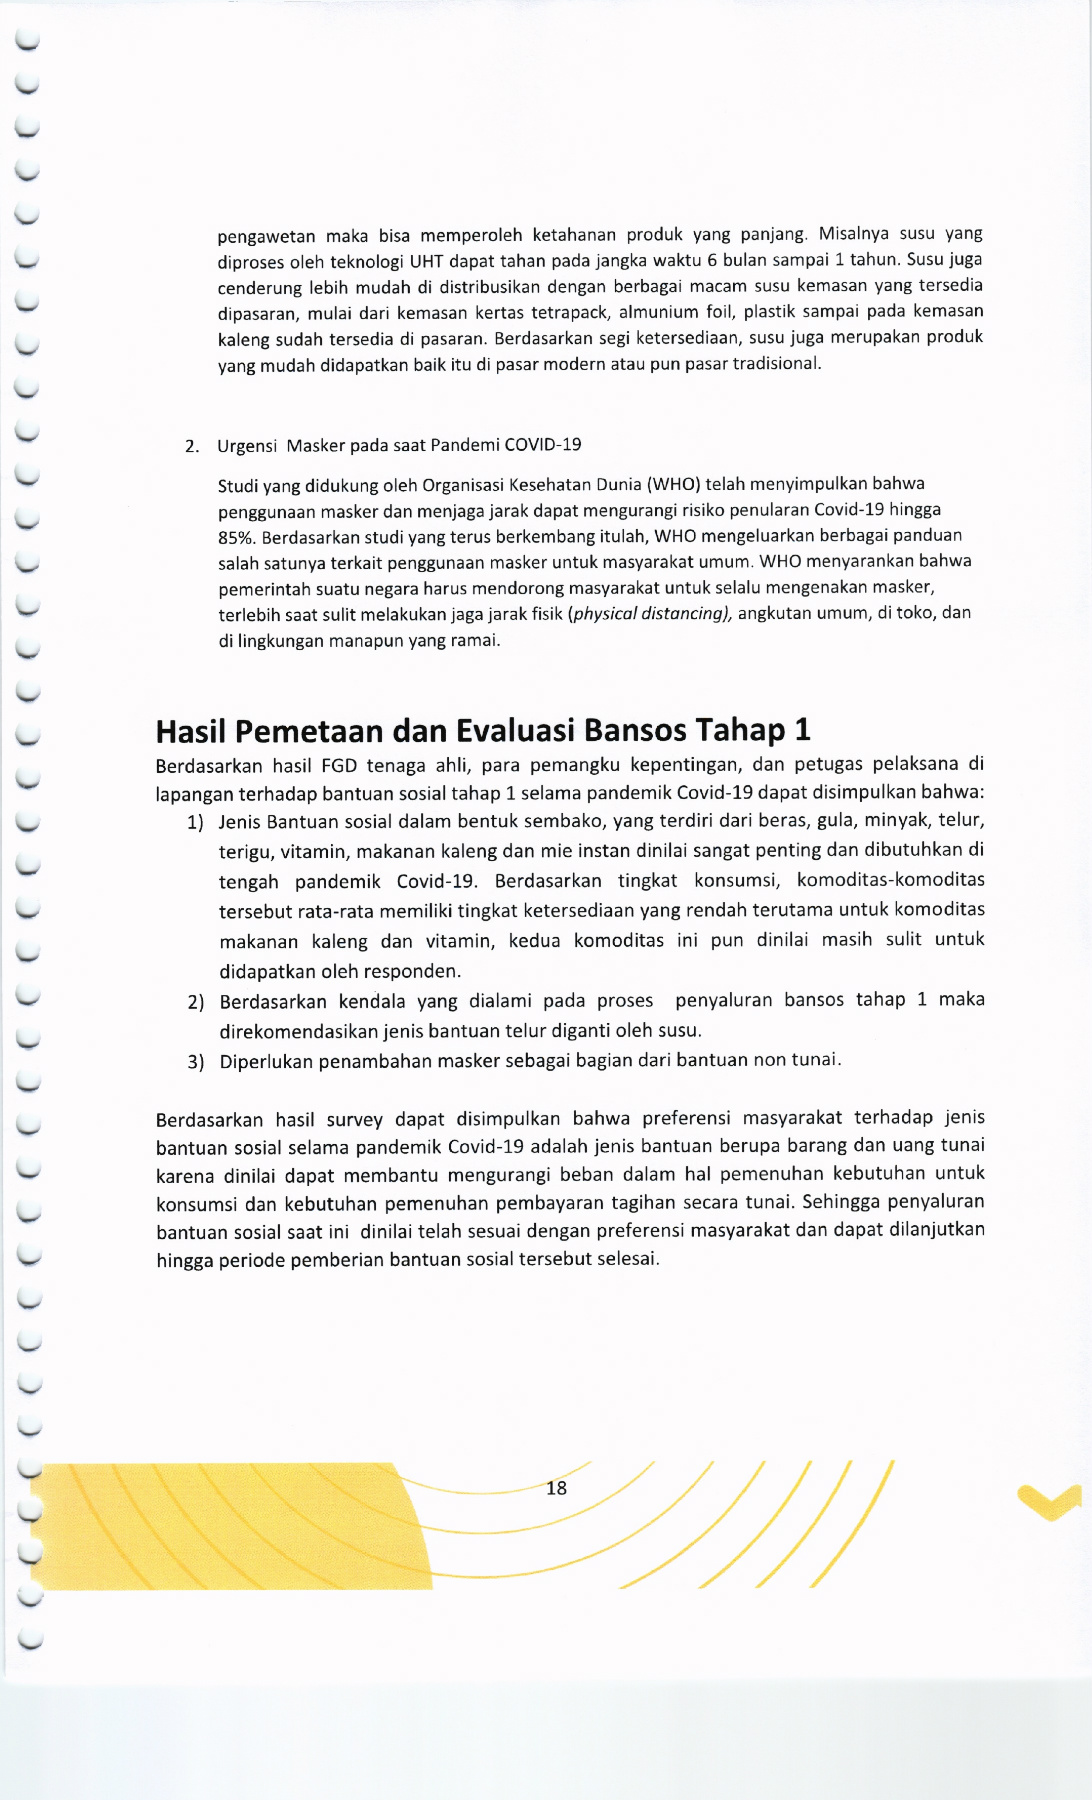 pengawetan maka bisa memperoleh ketahanan produk yang panjang. Misalnya susu yang
diproses oleh teknologi UHT dapat tahan pada jangka waktu 6 bulan sampai 1 tahun. Susu juga
cenderung lebih mudah di distribusikan dengan berbagai macam susu kemasan yang tersedia
dipasaran, mulai dari kemasan kertas tetrapack, almunium foil, plastik sampai pada kemasan
kaleng sudah tersedia di pasaran. Berdasarkan segi ketersediaan, susu juga merupakan produk
yang mudah didapatkan baik itu di pasar modern atau pun pasar tradisional.
2. Urgensi Masker pada saat Pandemi COVID-19
Studi yang didukung oleh Organisasi Kesehatan Dunia (WHO) telah menyimpulkan bahwa
penggunaan masker dan menjaga jarak dapat mengurangi risiko penularan Covid-19 hingga
85%. Berdasarkan studi yang terus berkembang itulah, WHO mengeluarkan berbagai panduan
salah satunya terkait penggunaan masker untuk masyarakat umum. WHO menyarankan bahwa
pemerintah suatu negara harus mendorong masyarakat untuk selalu mengenakan masker,
terlebih saat sulit melakukan jaga jarak fisik (physical distancing), angkutan umum, di toko, dan
di lingkungan manapun yang ramai.
Hasil Pemetaan dan Evaluasi Bansos Tahap 1
Berdasarkan hasil FGD tenaga ahli, para pemangku kepentingan, dan petugas pelaksana di
lapangan terhadap bantuan sosial tahap 1 selama pandemik Covid-19 dapat disimpulkan bahwa:
1) Jenis Bantuan sosial dalam bentuk sembako, yang terdiri dari beras, gula, minyak, telur,
terigu, vitamin, makanan kaleng dan mie instan dinilai sangat penting dan dibutuhkan di
tengah pandemik Covid-19. Berdasarkan tingkat konsumsi, komoditas-komoditas
tersebut rata-rata memiliki tingkat ketersediaan yang rendah terutama untuk komoditas
makanan kaleng dan vitamin, kedua komoditas ini pun dinilai masih sulit untuk
didapatkan oleh responden.
2) Berdasarkan kendala yang dialami pada proses penyaluran bansos tahap 1 maka
direkomendasikan jenis bantuan telur diganti oleh susu.
3) Diperlukan penambahan masker sebagai bagian dari bantuan non tunai.
Berdasarkan hasil survey dapat disimpulkan bahwa preferensi masyarakat terhadap jenis
bantuan sosial selama pandemik Covid-19 adalah jenis bantuan berupa barang dan uang tunai
karena dinilai dapat membantu mengurangi beban dalam hal pemenuhan kebutuhan untuk
konsumsi dan kebutuhan pemenuhan pembayaran tagihan secara tunai. Sehingga penyaluran
bantuan sosial saat ini dinilai telah sesuai dengan preferensi masyarakat dan dapat dilanjutkan
hingga periode pemberian bantuan sosial tersebut selesai.
18